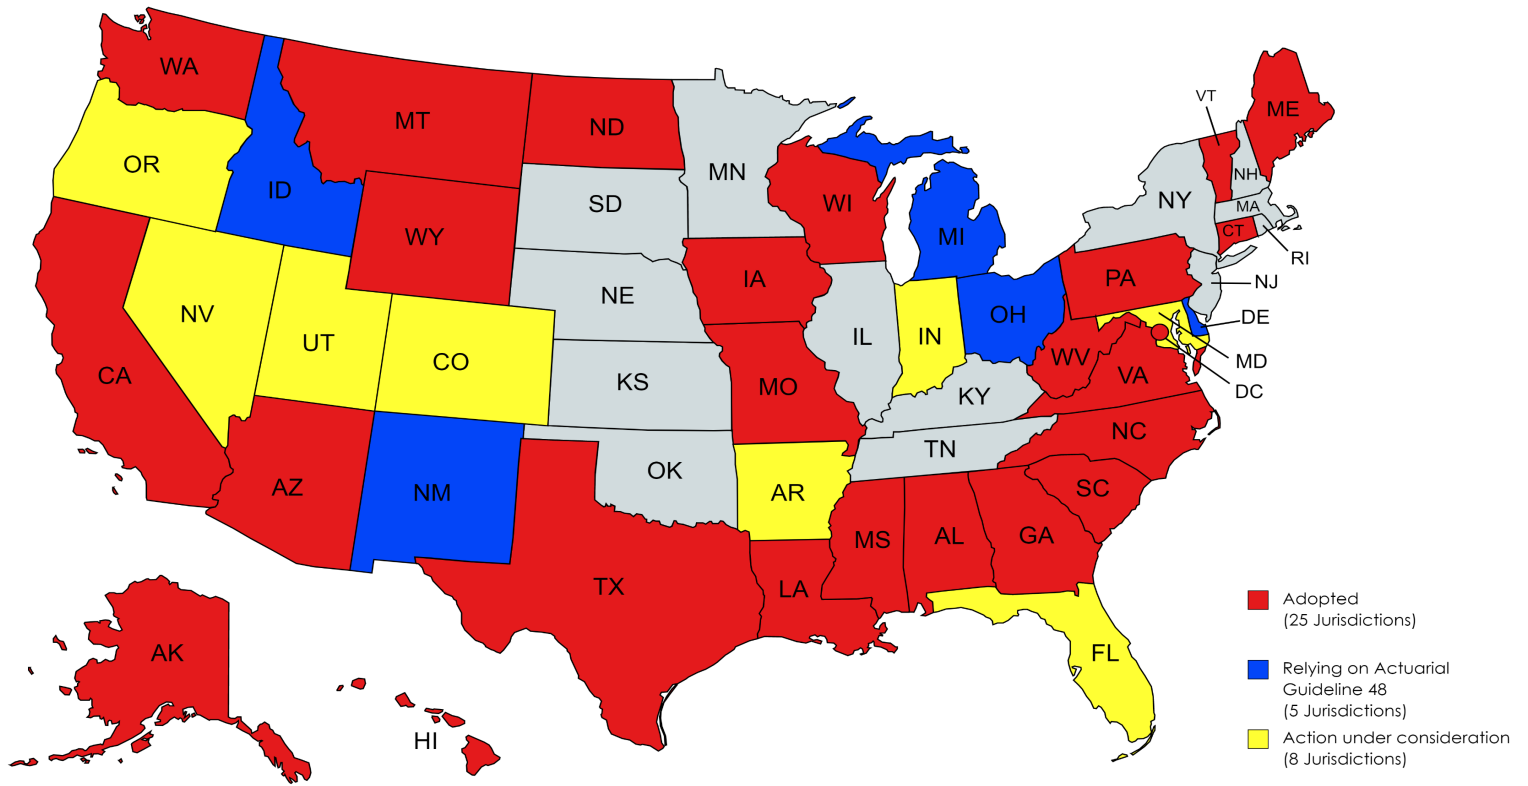 WA
MT
ND
MN
ME
VT
OR
ID
SD
WI
NH
NY
MA
WY
MI
CT
RI
IA
PA
NJ
NE
NV
UT
CO
IL
IN
OH
DE
MD
DC
WV
VA
CA
KS
MO
KY
NC
TN
OK
AZ
NM
AR
SC
MS
AL
GA
TX
LA
FL
AK
HI
Adopted
(25 Jurisdictions)
Relying on Actuarial
Guideline 48
(5 Jurisdictions)
Action under consideration
(8 Jurisdictions)